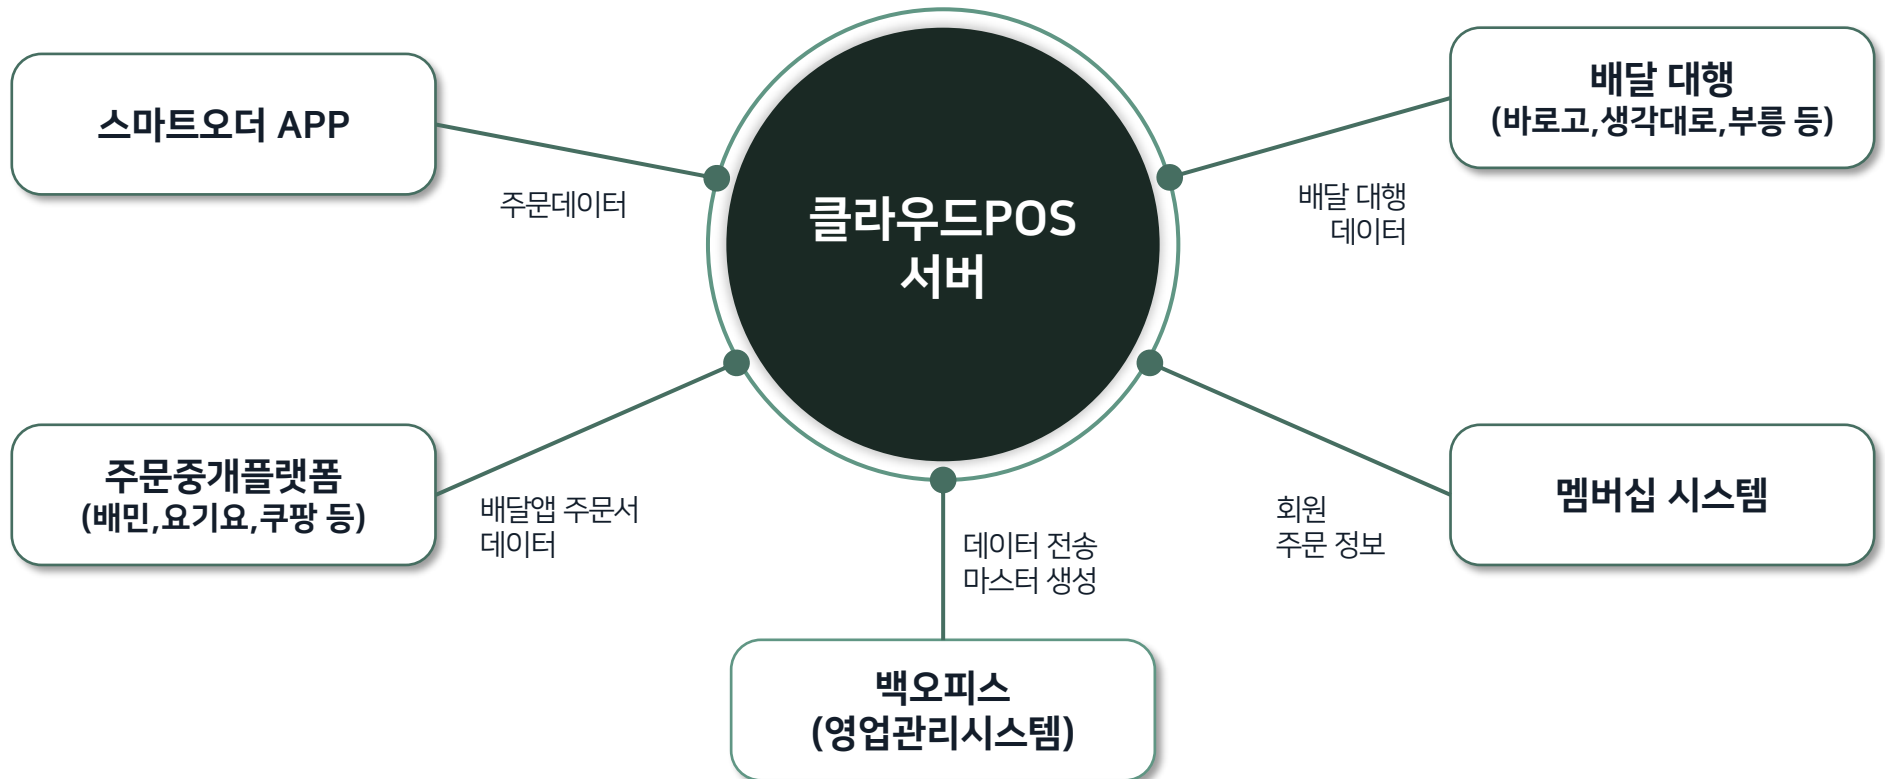 스마트오더 APP
주문데이터
클라우드POS
서버
배달 대행
(바로고,생각대로,부릉 등)
배달 대행
데이터
주문중개플랫폼
(배민,요기요,쿠팡 등)
배달앱 주문서
데이터
데이터 전송
마스터 생성
회원
주문 정보
멤버십 시스템
백오피스
(영업관리시스템)